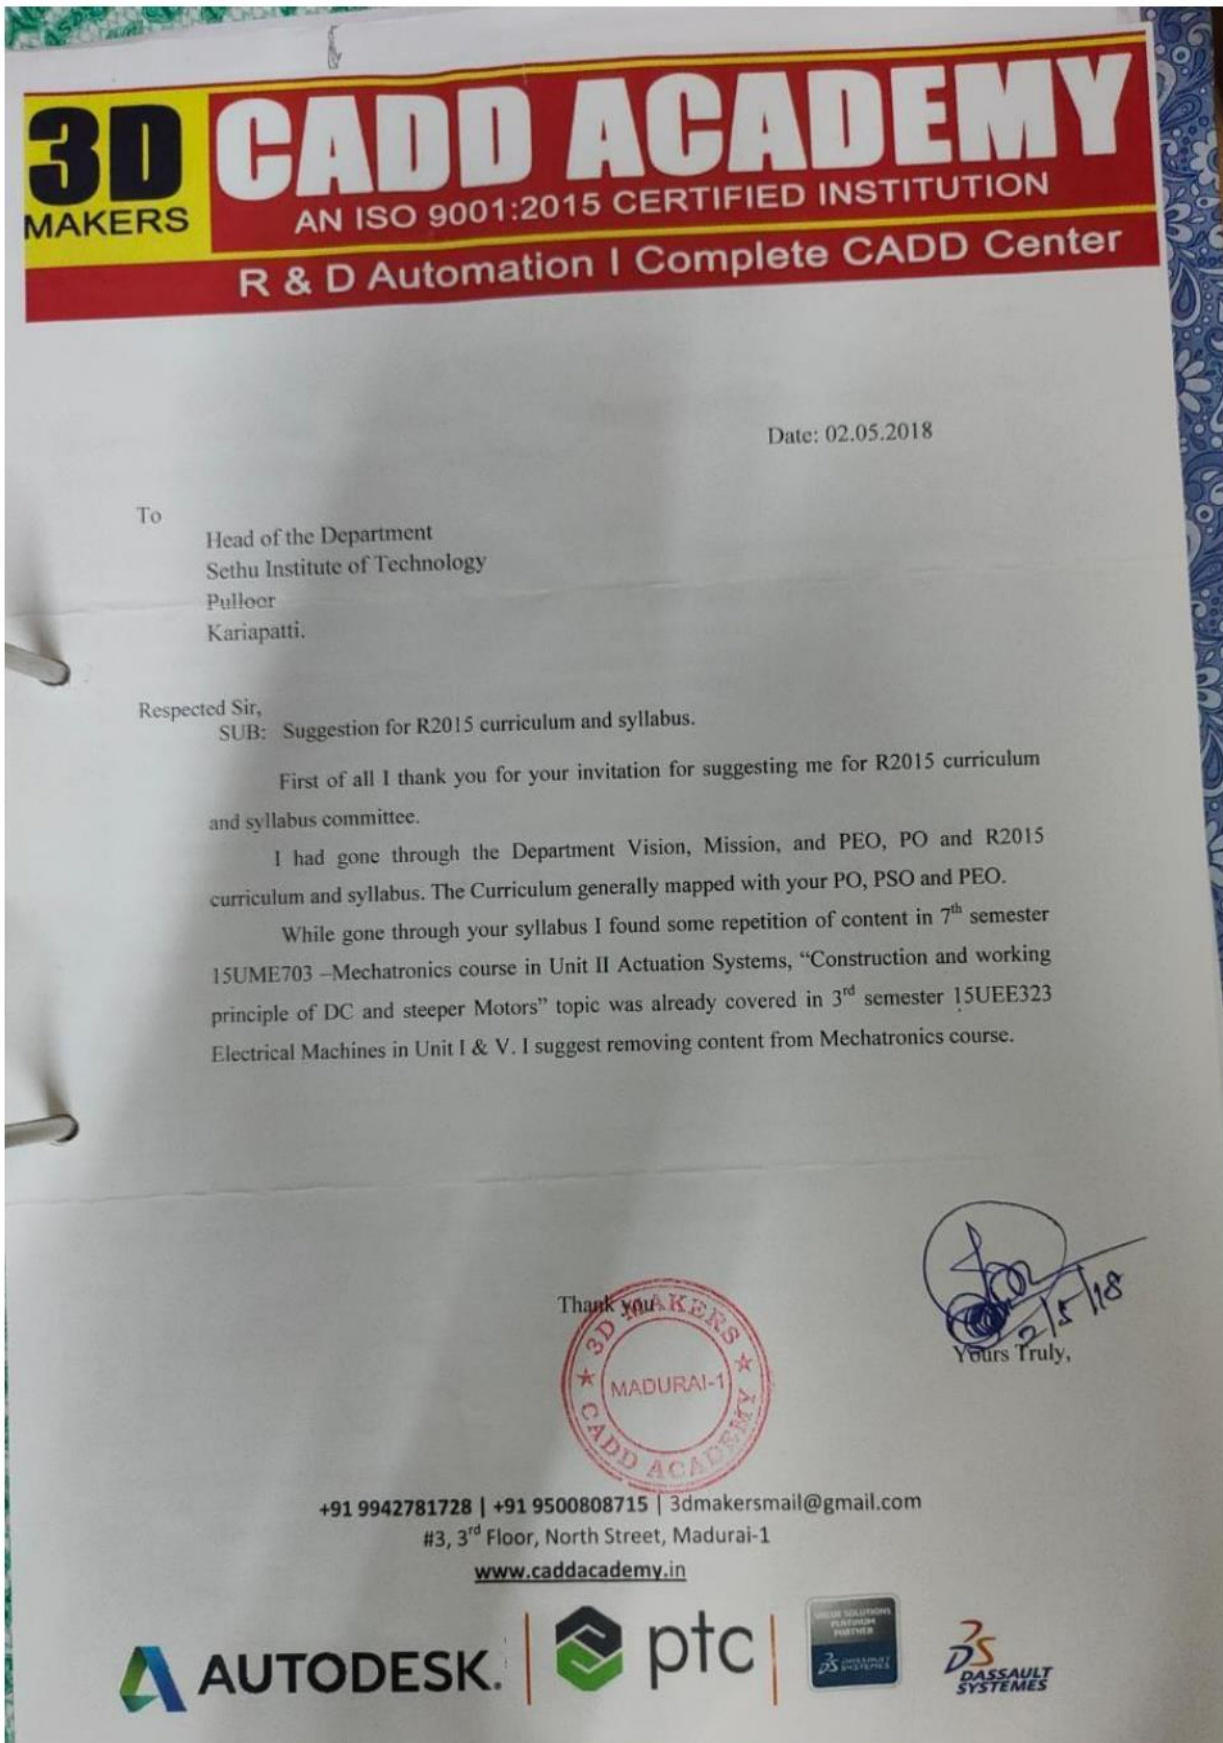 3D
MAKERS
CADD ACADEMY
AN ISO 9001:2015 CERTIFIED INSTITUTION
R & D Automation I Complete CADD Center
Date: 02.05.2018
To
Head of the Department
Sethu Institute of Technology
Pulloor
Kariapatti.
Respected Sir,
SUB: Suggestion for R2015 curriculum and syllabus.
First of all I thank you for your invitation for suggesting me for R2015 curriculum
and syllabus committee.
I had gone through the Department Vision, Mission, and PEO, PO and R2015
curriculum and syllabus. The Curriculum generally mapped with your PO, PSO and PEO.
While gone through your syllabus I found some repetition of content in 7th semester
15UME703 –Mechatronics course in Unit II Actuation Systems, “Construction and working
principle of DC and steeper Motors” topic was already covered in 3rd semester 15UEE323
Electrical Machines in Unit I & V. I suggest removing content from Mechatronics course.
2/5/18
Thank you
Yours Truly,
3D MAKERS
MADURAI-1
CADD ACADEMY
+91 9942781728 | +91 9500808715 | 3dmakersmail@gmail.com
#3, 3rd Floor, North Street, Madurai-1
www.caddacademy.in
AUTODESK.
ptc
VALUE SOLUTIONS
PLATINUM
PARTNER
DASSAULT
SYSTEMES
DS
DASSAULT
SYSTEMES